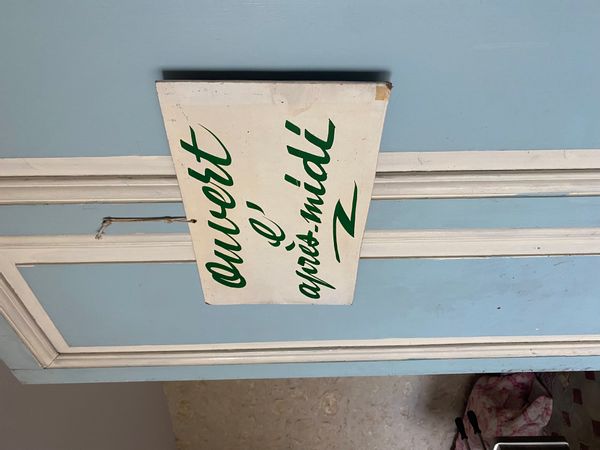 ouvert
l'
après-midi